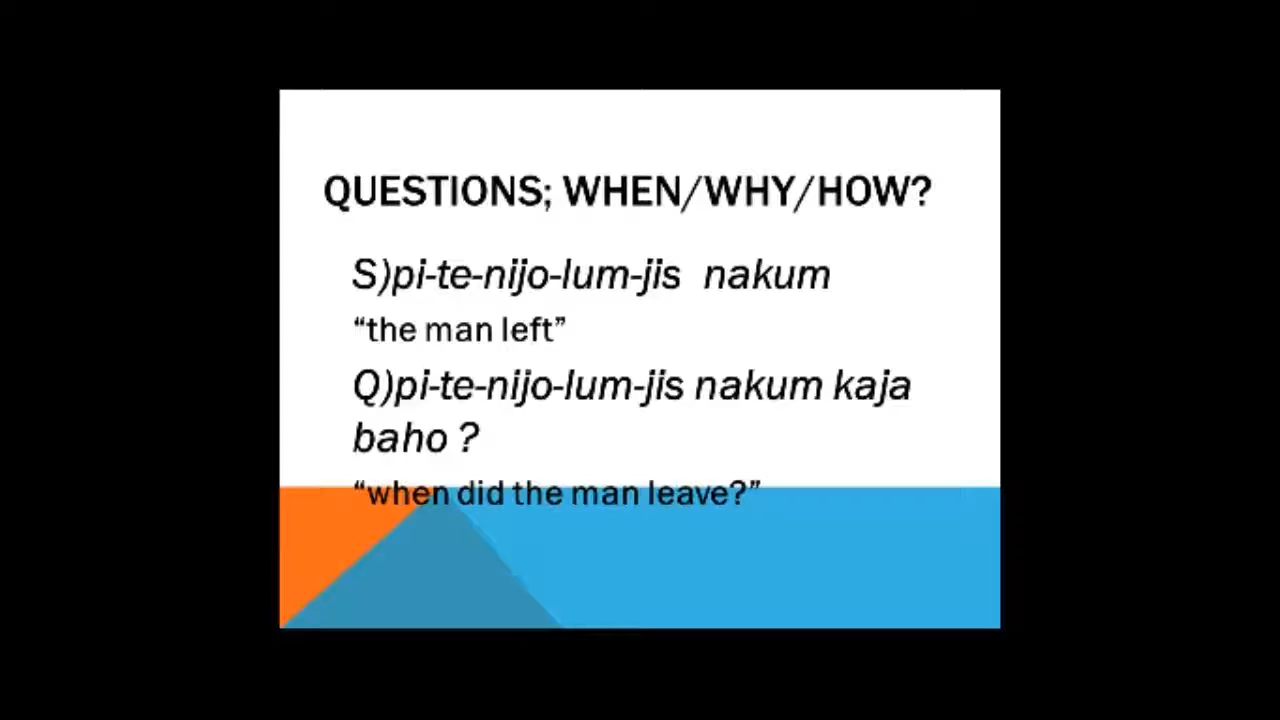 QUESTIONS; WHEN/WHY/HOW?
S)pi-te-nijo-lum-jis nakum
“the man left”
Q)pi-te-nijo-lum-jis nakum kaja
baho ?
“when did the man leave?”